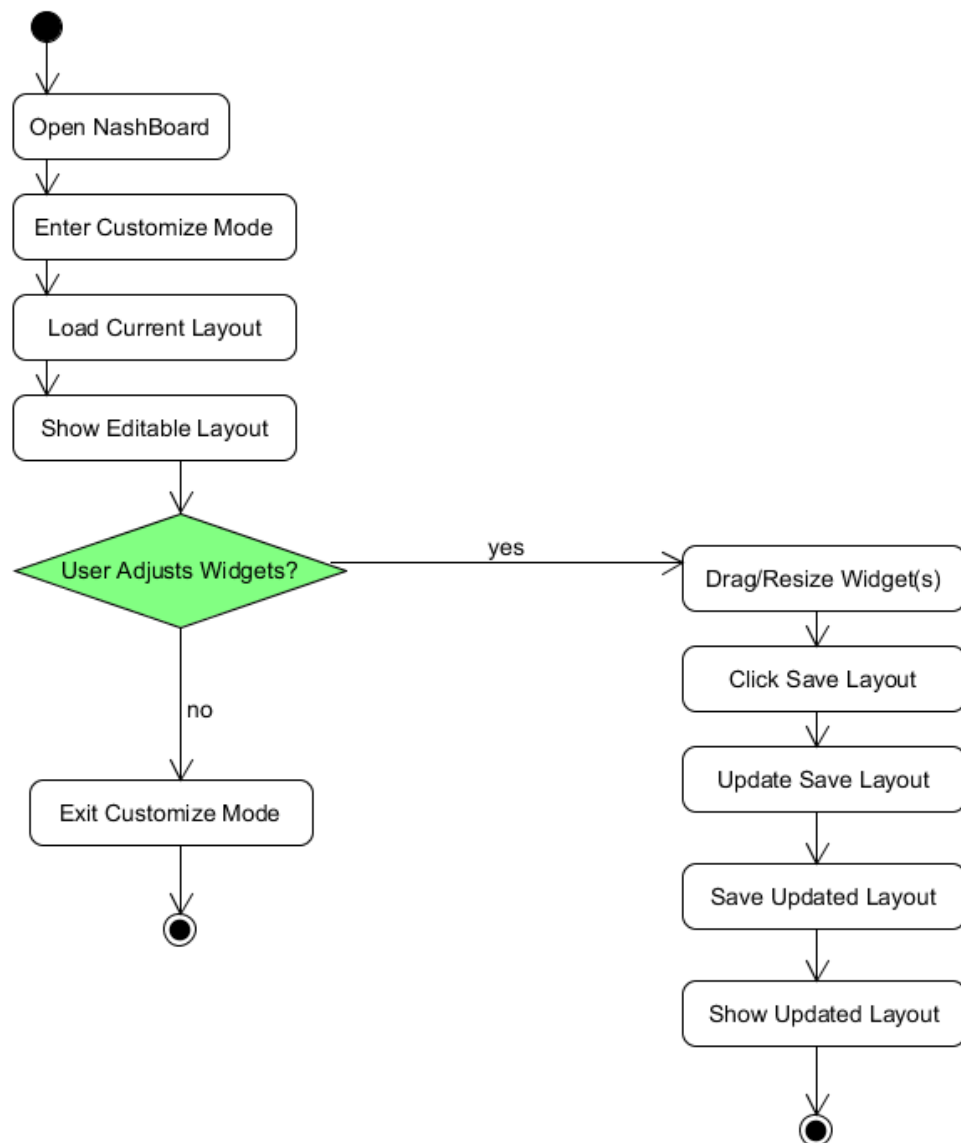 Open NashBoard
Enter Customize Mode
Load Current Layout
Show Editable Layout
User Adjusts Widgets?
yes
Drag/Resize Widget(s)
Click Save Layout
Update Save Layout
Save Updated Layout
Show Updated Layout
no
Exit Customize Mode